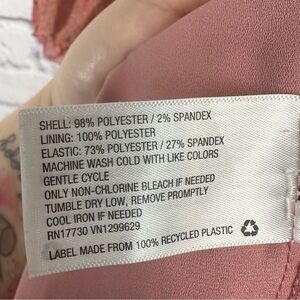 SHELL: 98% POLYESTER / 2% SPANDEX
LINING: 100% POLYESTER
ELASTIC: 73% POLYESTER / 27% SPANDEX
MACHINE WASH COLD WITH LIKE COLORS
GENTLE CYCLE
ONLY NON-CHLORINE BLEACH IF NEEDED
TUMBLE DRY LOW, REMOVE PROMPTLY
COOL IRON IF NEEDED
RN17730 VN1299629
LABEL MADE FROM 100% RECYCLED PLASTIC